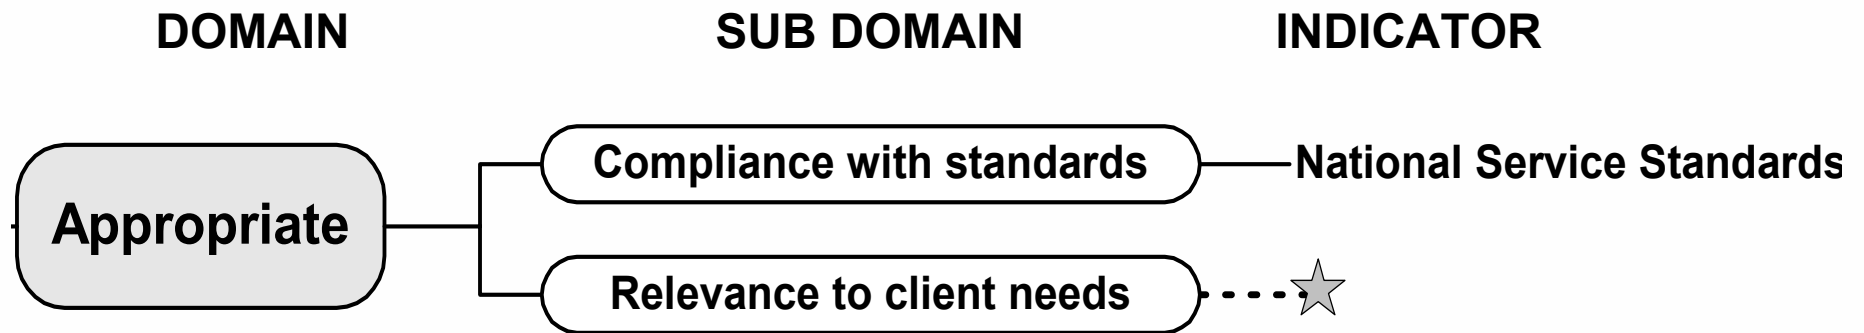 DOMAIN SUB DOMAIN INDICATOR
Compliance with standards National Service Standards
Appropriate
Relevance to client needs